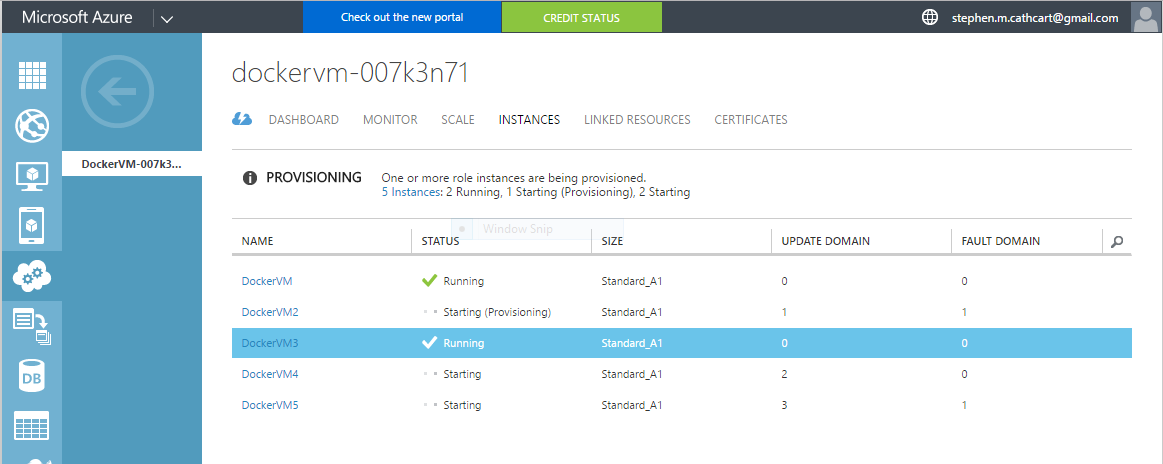 Microsoft Azure
Check out the new portal
CREDIT STATUS
stephen.m.cathcart@gmail.com
dockervm-007k3n71
DASHBOARD MONITOR SCALE INSTANCES LINKED RESOURCES CERTIFICATES
DockerVM-007k3...
PROVISIONING One or more role instances are being provisioned.
5 Instances: 2 Running, 1 Starting (Provisioning), 2 Starting
Window Snip
NAME STATUS SIZE UPDATE DOMAIN FAULT DOMAIN
DockerVM Running Standard_A1 0 0
DockerVM2 Starting (Provisioning) Standard_A1 1 1
DockerVM3 Running Standard_A1 0 0
DockerVM4 Starting Standard_A1 2 0
DB
DockerVM5 Starting Standard_A1 3 1